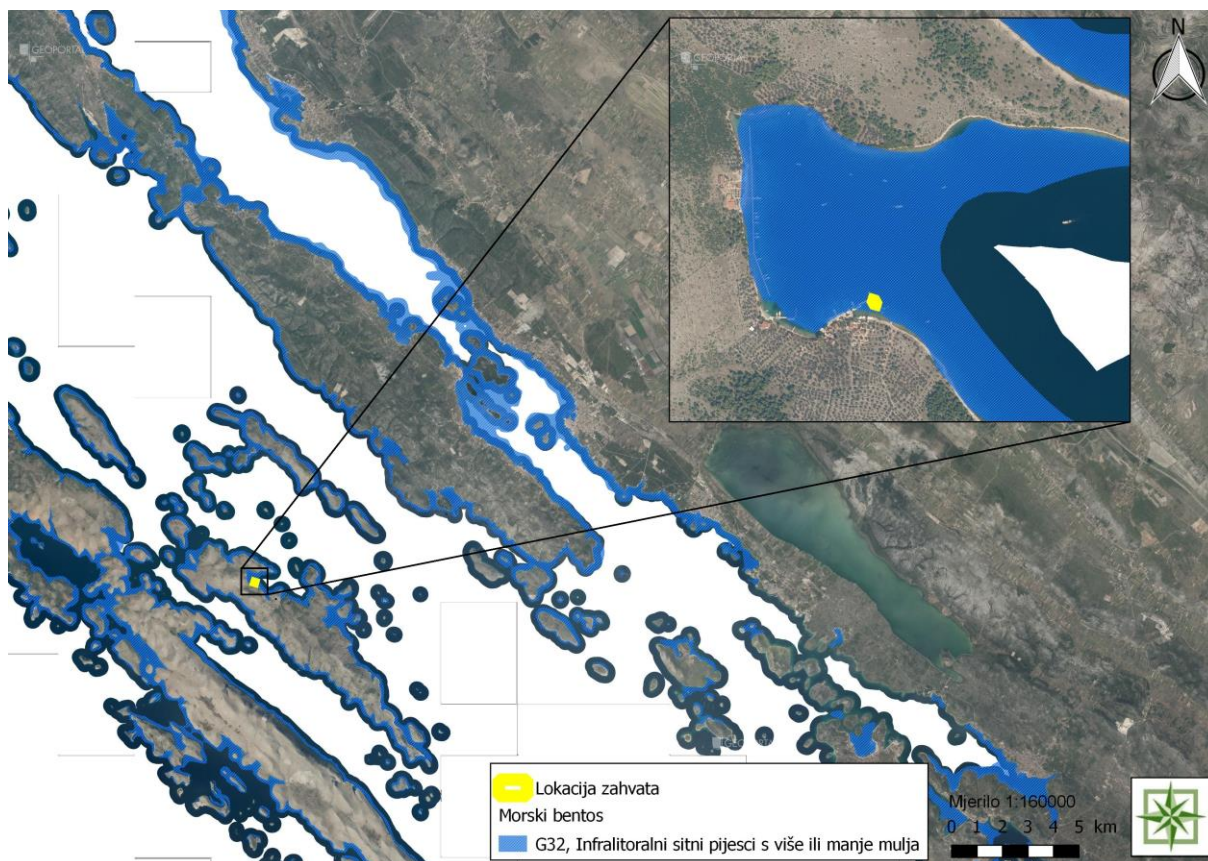 GEOPORTAL
GEOPORTAL
N
GEOPORTAL
Lokacija zahvata
Morski bentos
G32, Infralitoralni sitni pijesci s više ili manje mulja
Mjerilo 1:160000
0 1 2 3 4 5 km